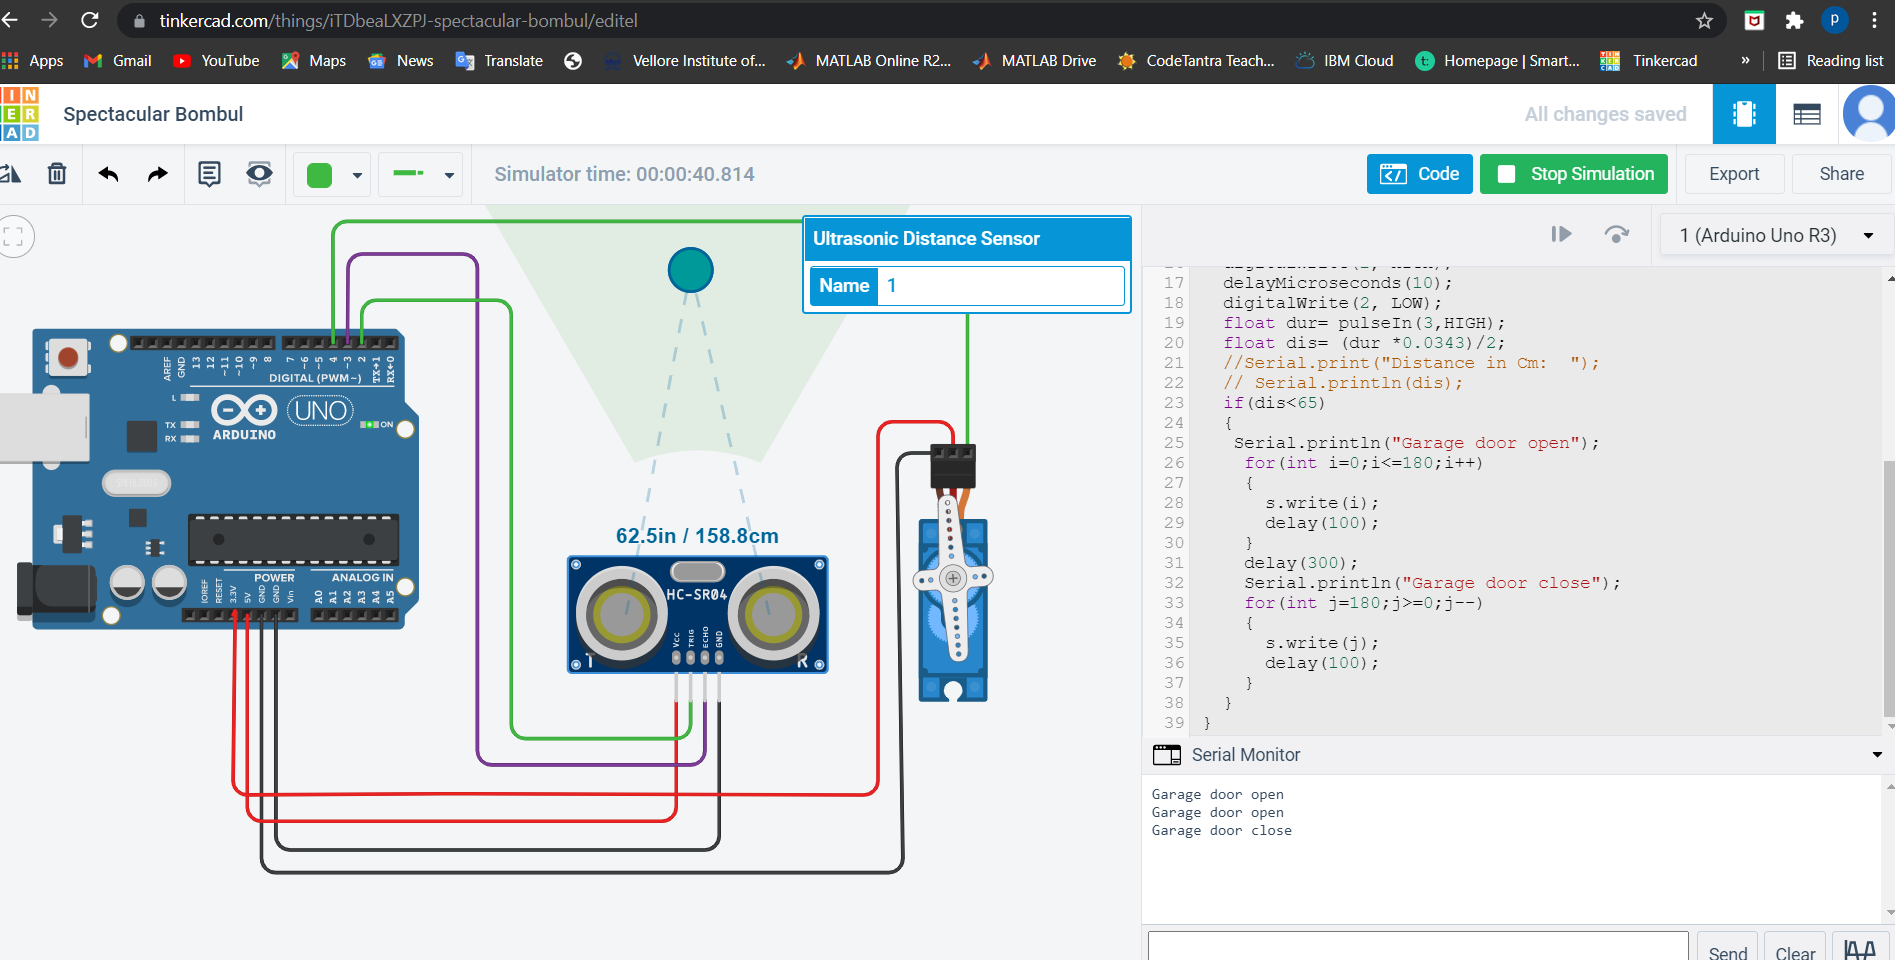 tinkercad.com/things/iTDbeaLXZPJ-spectacular-bombul/editel
P
Apps Gmail YouTube Maps News Translate Vellore Institute of... MATLAB Online R2... MATLAB Drive CodeTantra Teach... IBM Cloud Homepage | Smart... Tinkercad » Reading list
IN
ER
AD
Spectacular Bombul
All changes saved
Simulator time: 00:00:40.814
Code
Stop Simulation
Export
Share
Ultrasonic Distance Sensor
Name 1
1 (Arduino Uno R3)
AREF GND 13 12 ~11 ~10 ~9 8 7 ~6 ~5 4 ~3 2 TX→1 RX←0
DIGITAL (PWM~)
L
TX
RX
ARDUINO
UNO
ON
POWER
ANALOG IN
IOREF RESET 3.3V 5V GND GND Vin A0 A1 A2 A3 A4 A5
62.5in / 158.8cm
HC-SR04
Vcc TRIG ECHO GND
T
R
17 delayMicroseconds(10);
18 digitalWrite(2, LOW);
19 float dur= pulseIn(3,HIGH);
20 float dis= (dur *0.0343)/2;
21 //Serial.print("Distance in Cm:  ");
22 // Serial.println(dis);
23 if(dis<65)
24 {
25 Serial.println("Garage door open");
26 for(int i=0;i<=180;i++)
27 {
28 s.write(i);
29 delay(100);
30 }
31 delay(300);
32 Serial.println("Garage door close");
33 for(int j=180;j>=0;j--)
34 {
35 s.write(j);
36 delay(100);
37 }
38 }
39 }
Serial Monitor
Garage door open
Garage door open
Garage door close
Send
Clear